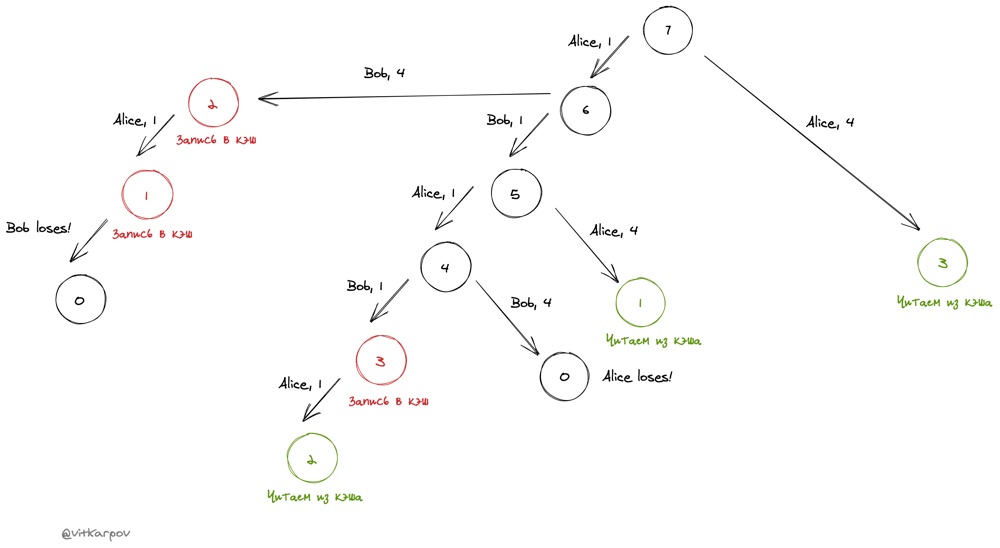 7
Alice, 1
Bob, 4
2
6
Alice, 1
Запись в кэш
Bob, 1
Alice, 4
1
Alice, 1
5
Bob loses!
Запись в кэш
Alice, 4
3
4
Bob, 1
Bob, 4
1
0
Читаем из кэша
Читаем из кэша
3
Alice, 1
0
Alice loses!
Запись в кэш
2
Читаем из кэша
@vitkarpov